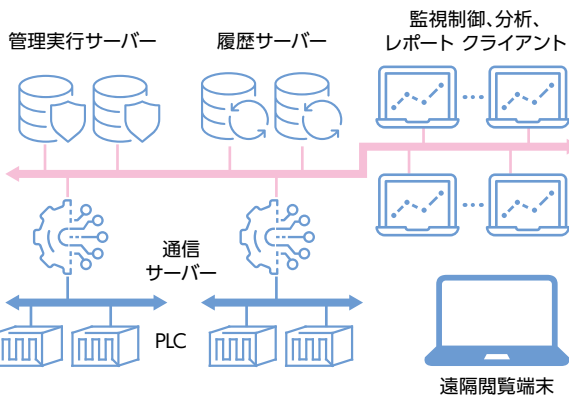 管理実行サーバー
履歴サーバー
監視制御、分析、
レポート クライアント
通信
サーバー
PLC
遠隔閲覧端末